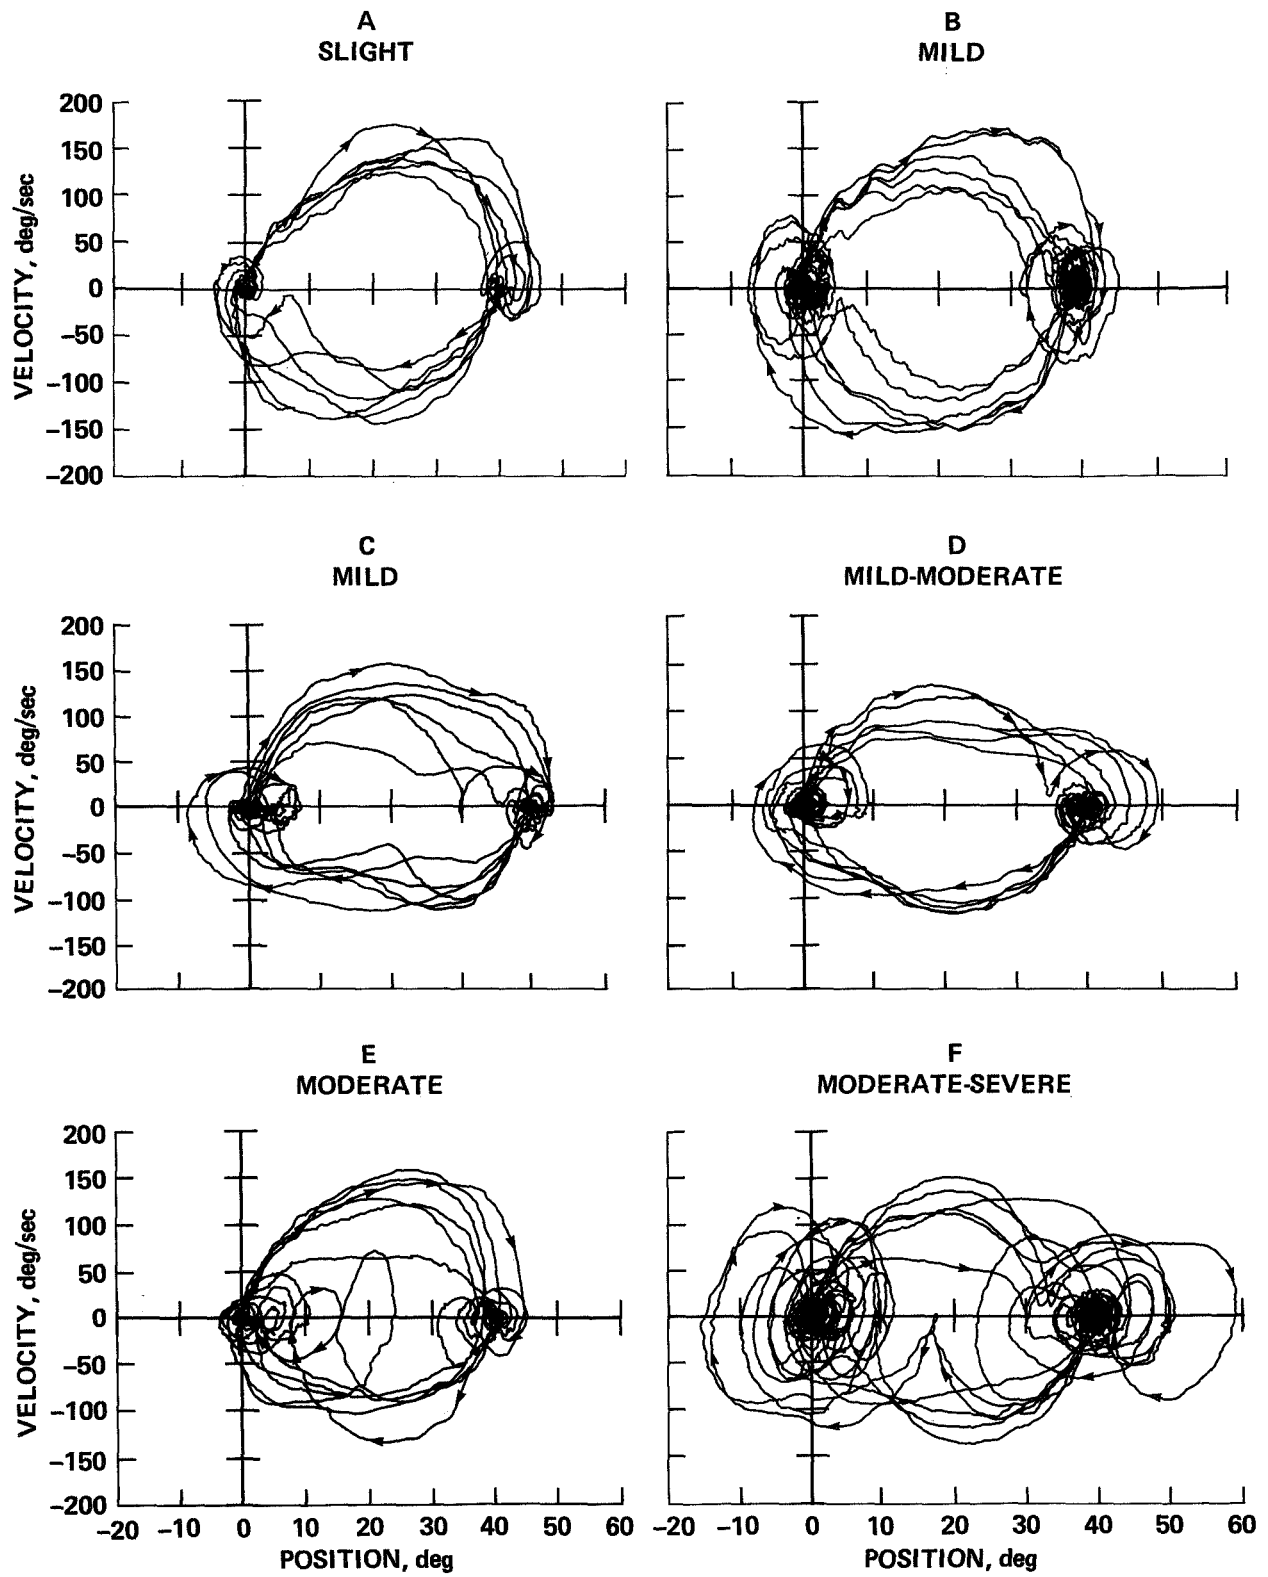 A
SLIGHT
B
MILD
200
150
100
50
0
−50
−100
−150
−200
VELOCITY, deg/sec
C
MILD
D
MILD-MODERATE
200
150
100
50
0
−50
−100
−150
−200
VELOCITY, deg/sec
E
MODERATE
F
MODERATE-SEVERE
200
150
100
50
0
−50
−100
−150
−200
VELOCITY, deg/sec
−20 −10 0 10 20 30 40 50 60
POSITION, deg
−20 −10 0 10 20 30 40 50 60
POSITION, deg